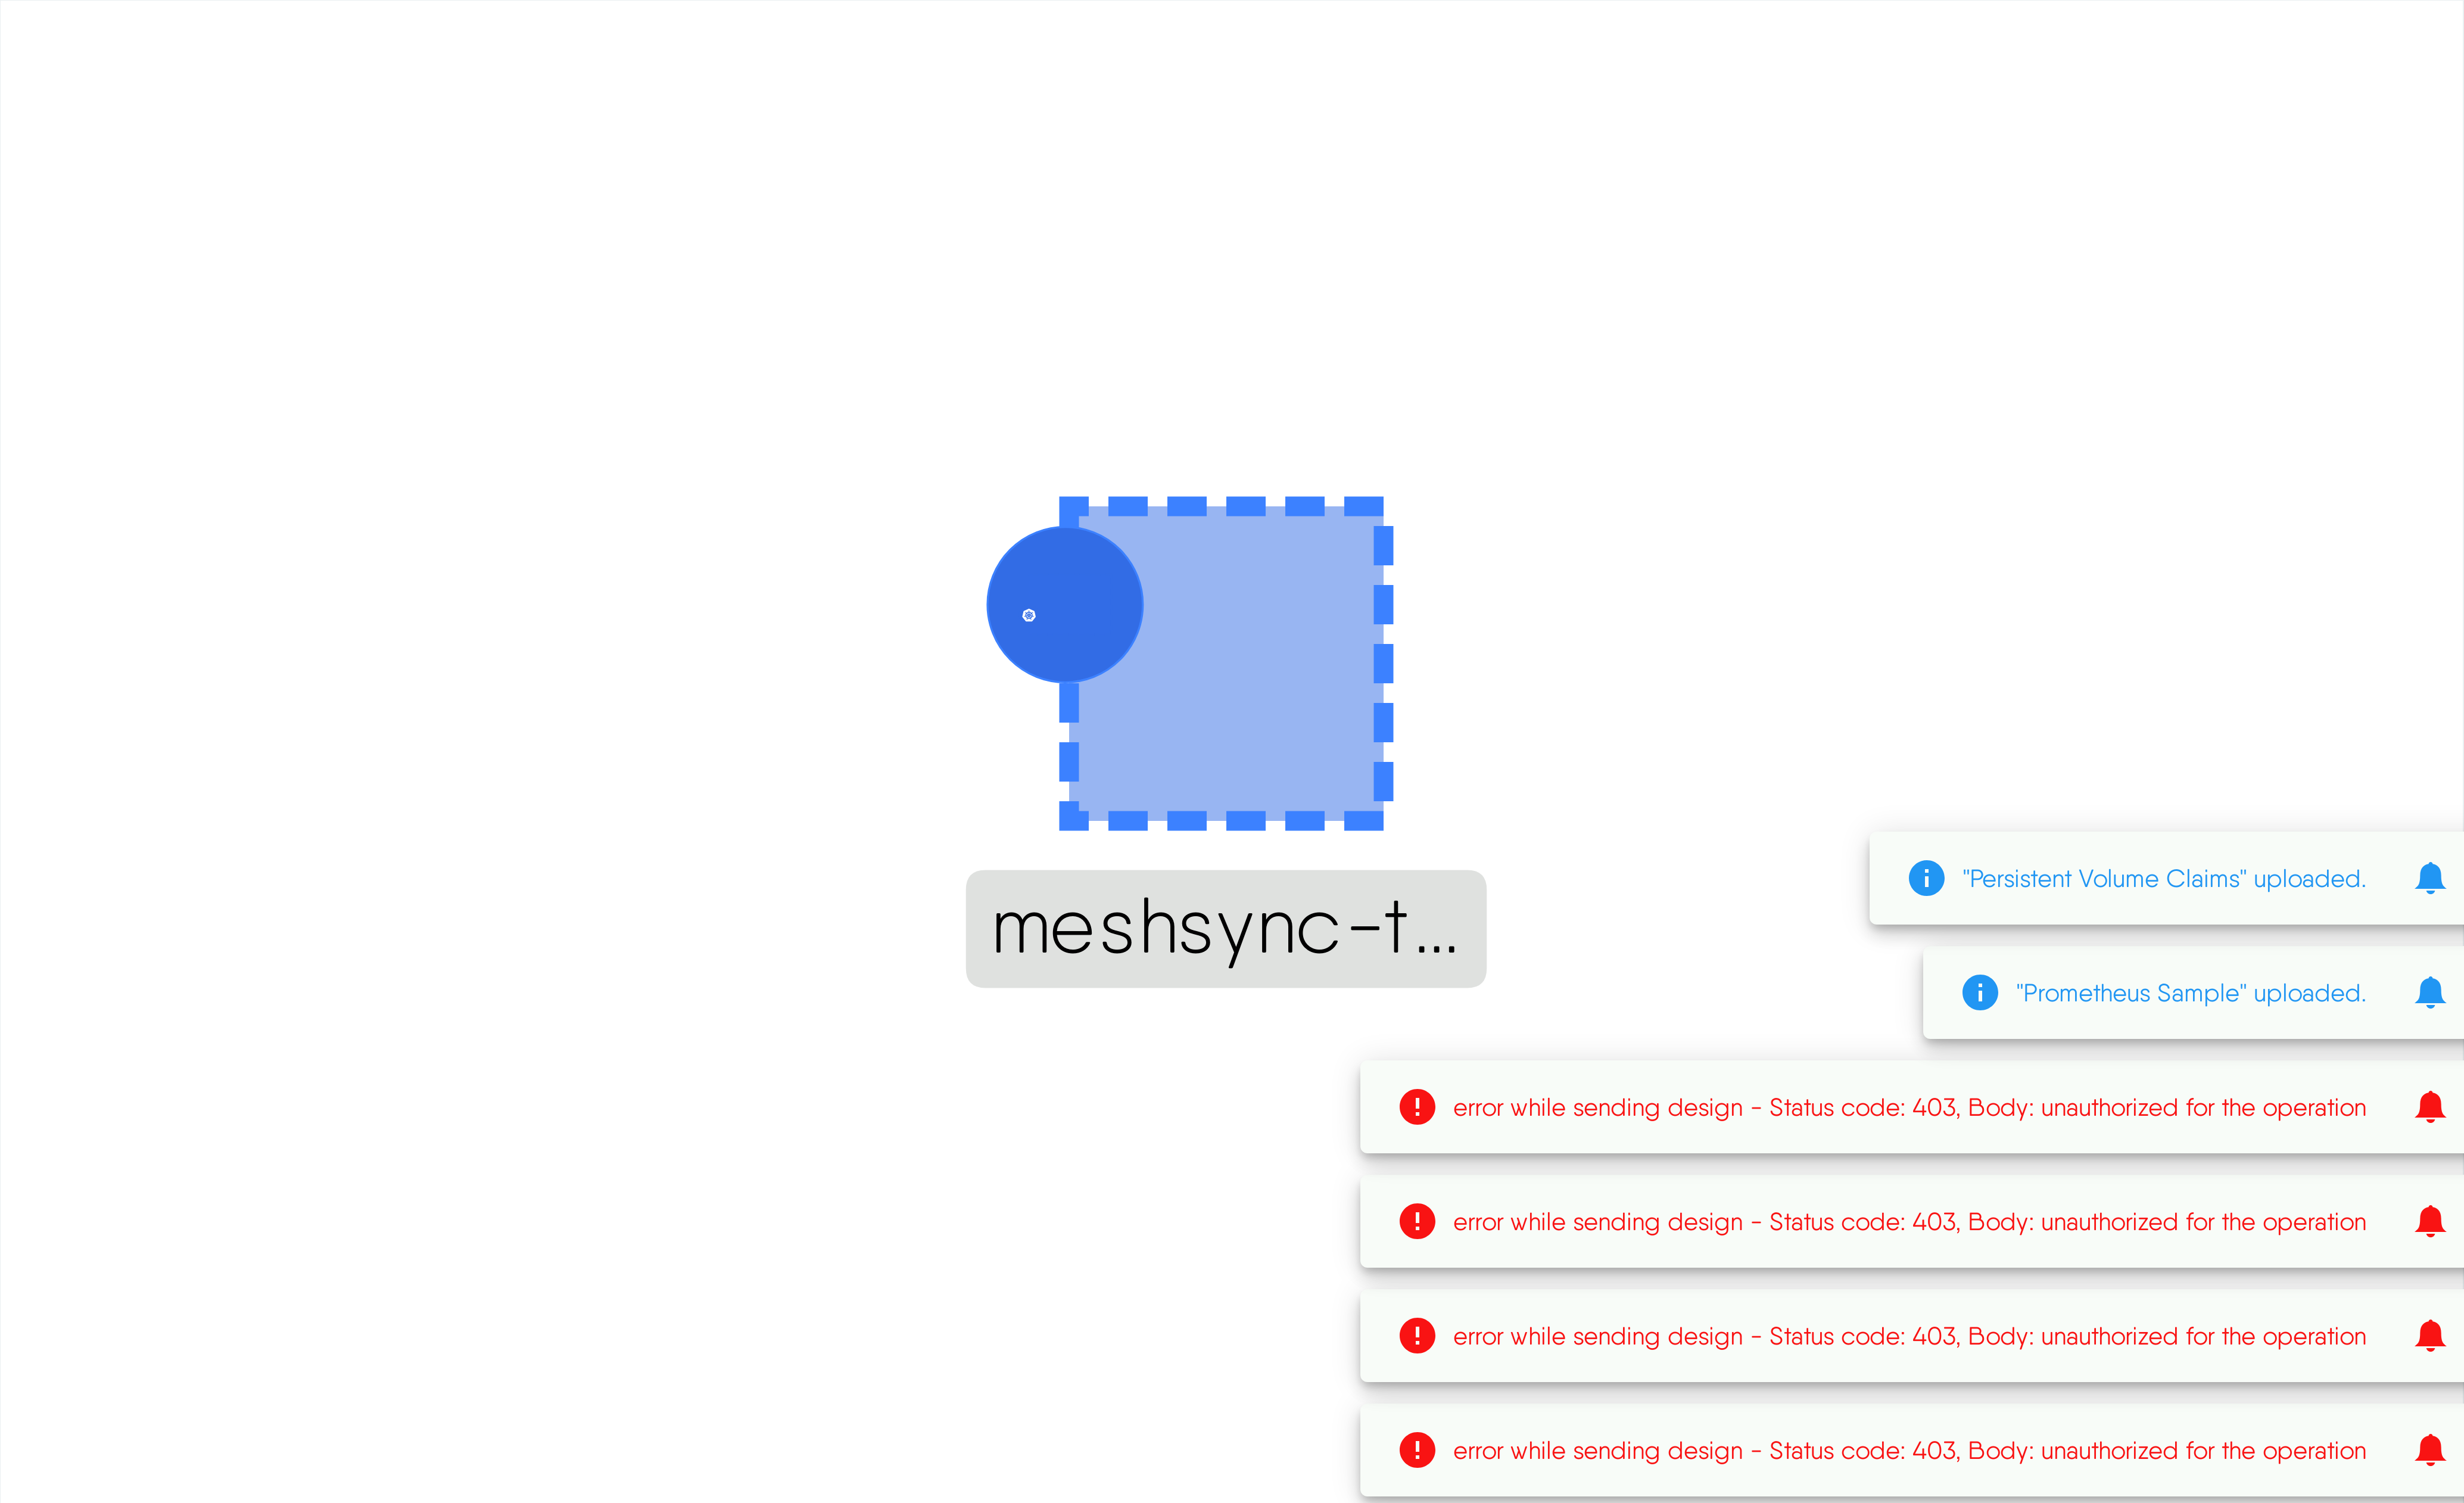 meshsync-t...
"Persistent Volume Claims" uploaded.
"Prometheus Sample" uploaded.
error while sending design - Status code: 403, Body: unauthorized for the operation
error while sending design - Status code: 403, Body: unauthorized for the operation
error while sending design - Status code: 403, Body: unauthorized for the operation
error while sending design - Status code: 403, Body: unauthorized for the operation